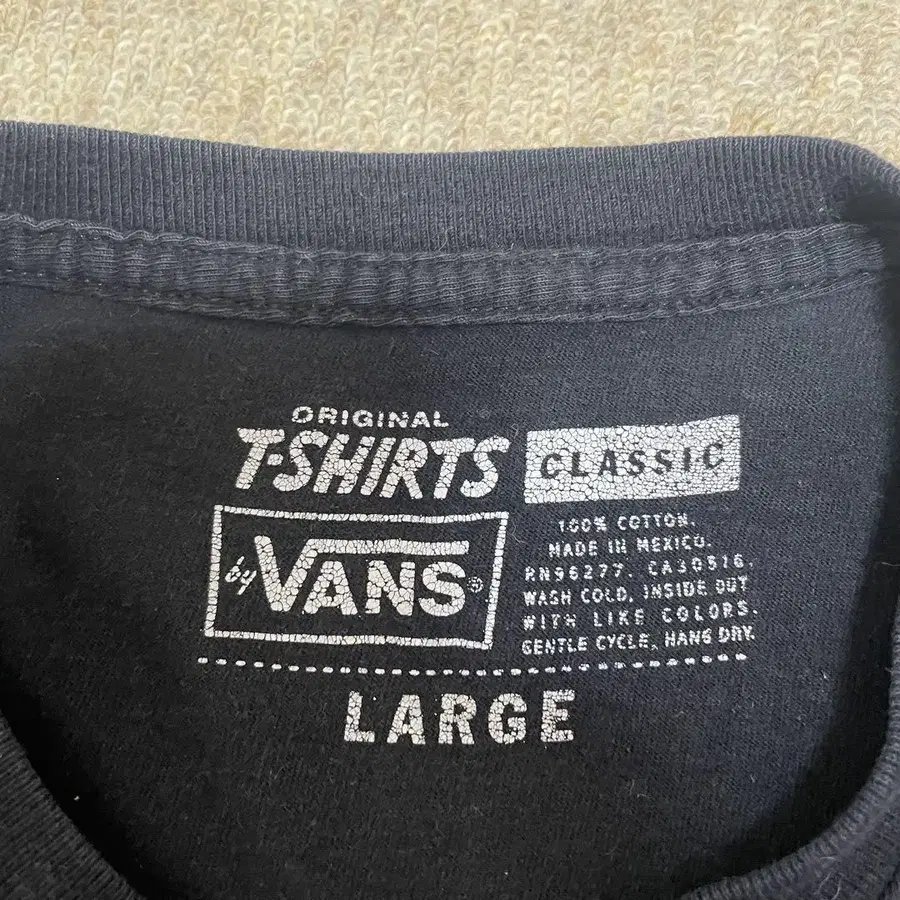 ORIGINAL
T-SHIRTS
CLASSIC
by VANS®
100% COTTON.
MADE IN MEXICO.
RN96277. CA30516.
WASH COLD, INSIDE OUT
WITH LIKE COLORS.
GENTLE CYCLE, HANG DRY.
LARGE